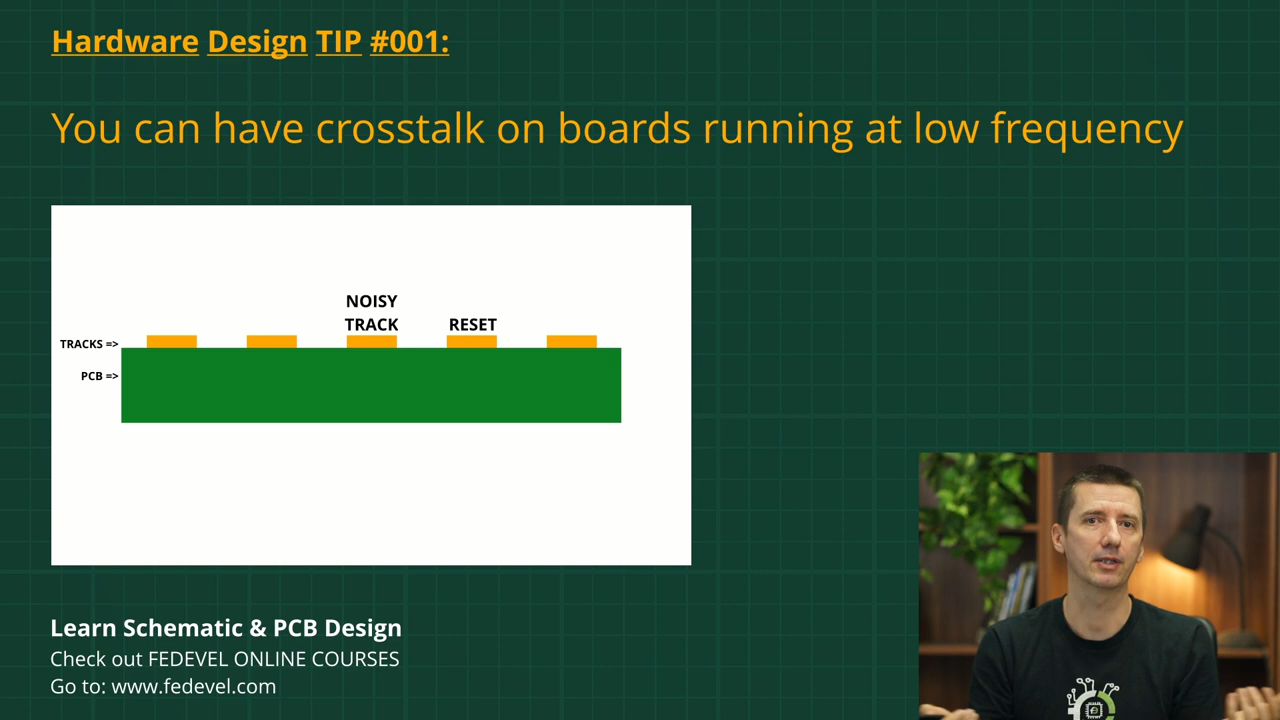 Hardware Design TIP #001:
You can have crosstalk on boards running at low frequency
NOISY
TRACK
RESET
TRACKS =>
PCB =>
Learn Schematic & PCB Design
Check out FEDEVEL ONLINE COURSES
Go to: www.fedevel.com